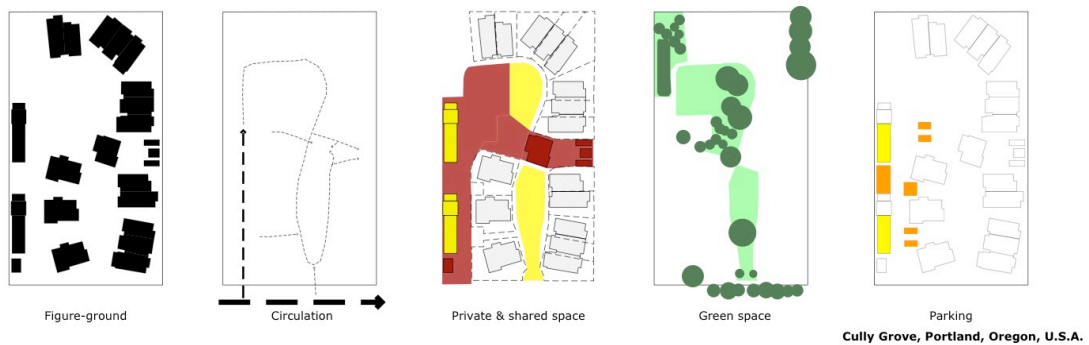 Figure-ground
Circulation
Private & shared space
Green space
Parking
Cully Grove, Portland, Oregon, U.S.A.